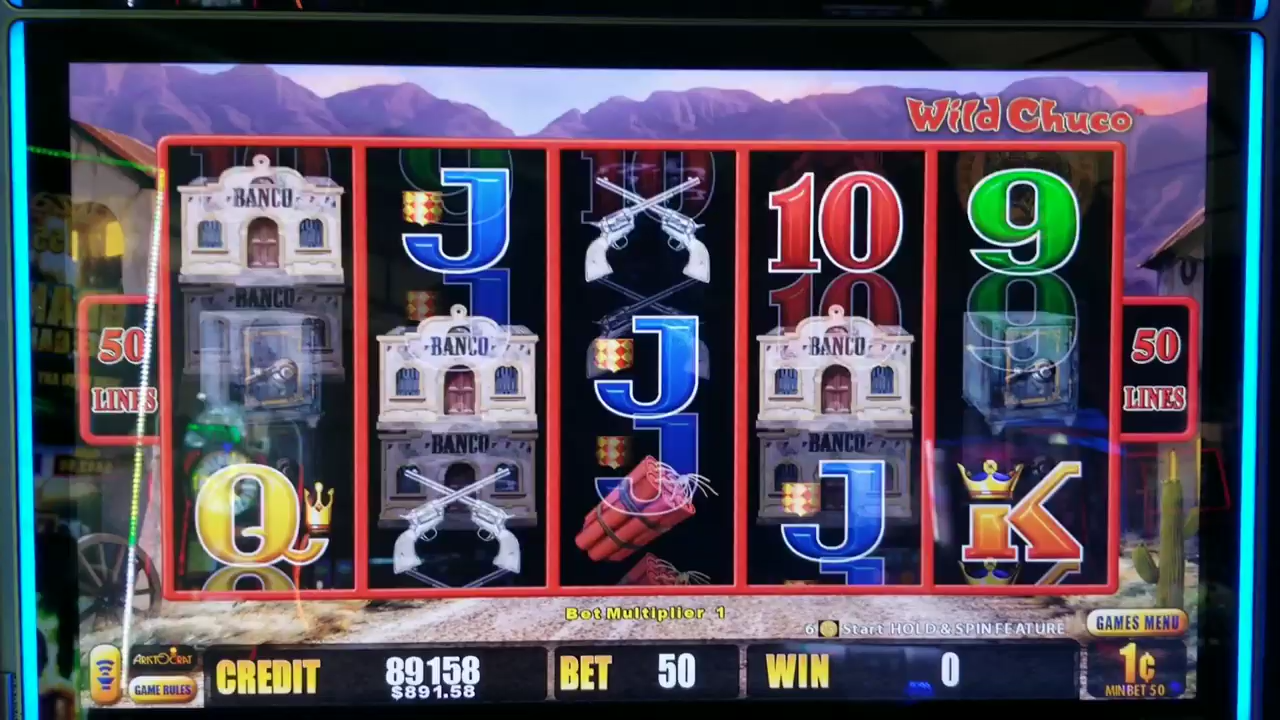 Wild Chuco
BANCO
J
10
9
BANCO
10
50
LINES
J
BANCO
BANCO
50
LINES
BANCO
Q
J
K
Bet Multiplier 1
6 Start HOLD & SPIN FEATURE
GAMES MENU
ARISTOCRAT
GAME RULES
CREDIT
89158
$891.58
BET
50
WIN
0
1¢
MIN BET 50